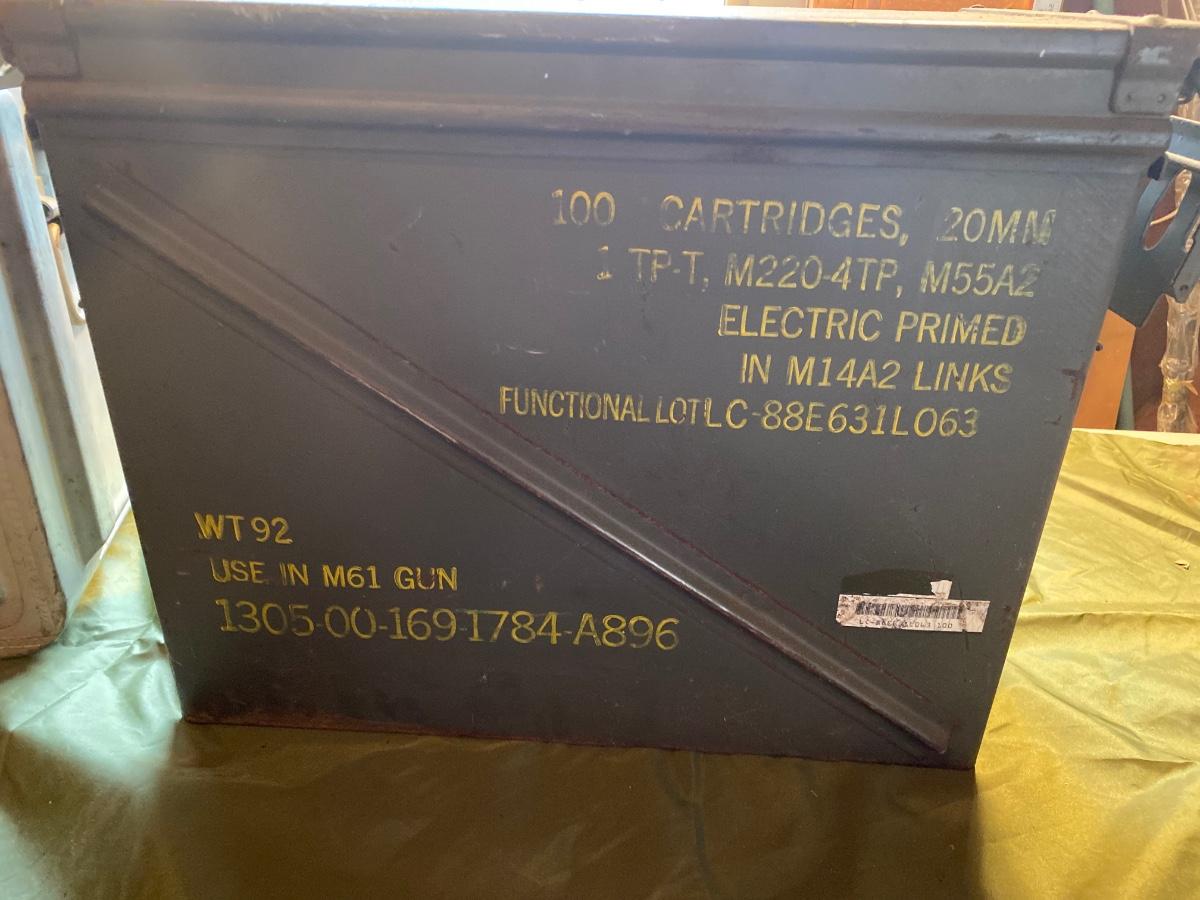 100 CARTRIDGES, 20MM
1 TP-T, M220-4TP, M55A2
ELECTRIC PRIMED
IN M14A2 LINKS
FUNCTIONAL LOT LC-88E631L063
WT 92
USE IN M61 GUN
1305-00-169-1784-A896